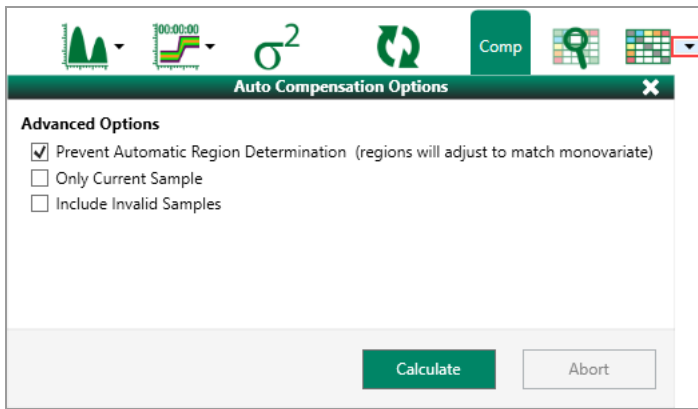 00:00:00
σ2
Comp
Auto Compensation Options
Advanced Options
Prevent Automatic Region Determination (regions will adjust to match monovariate)
Only Current Sample
Include Invalid Samples
Calculate
Abort